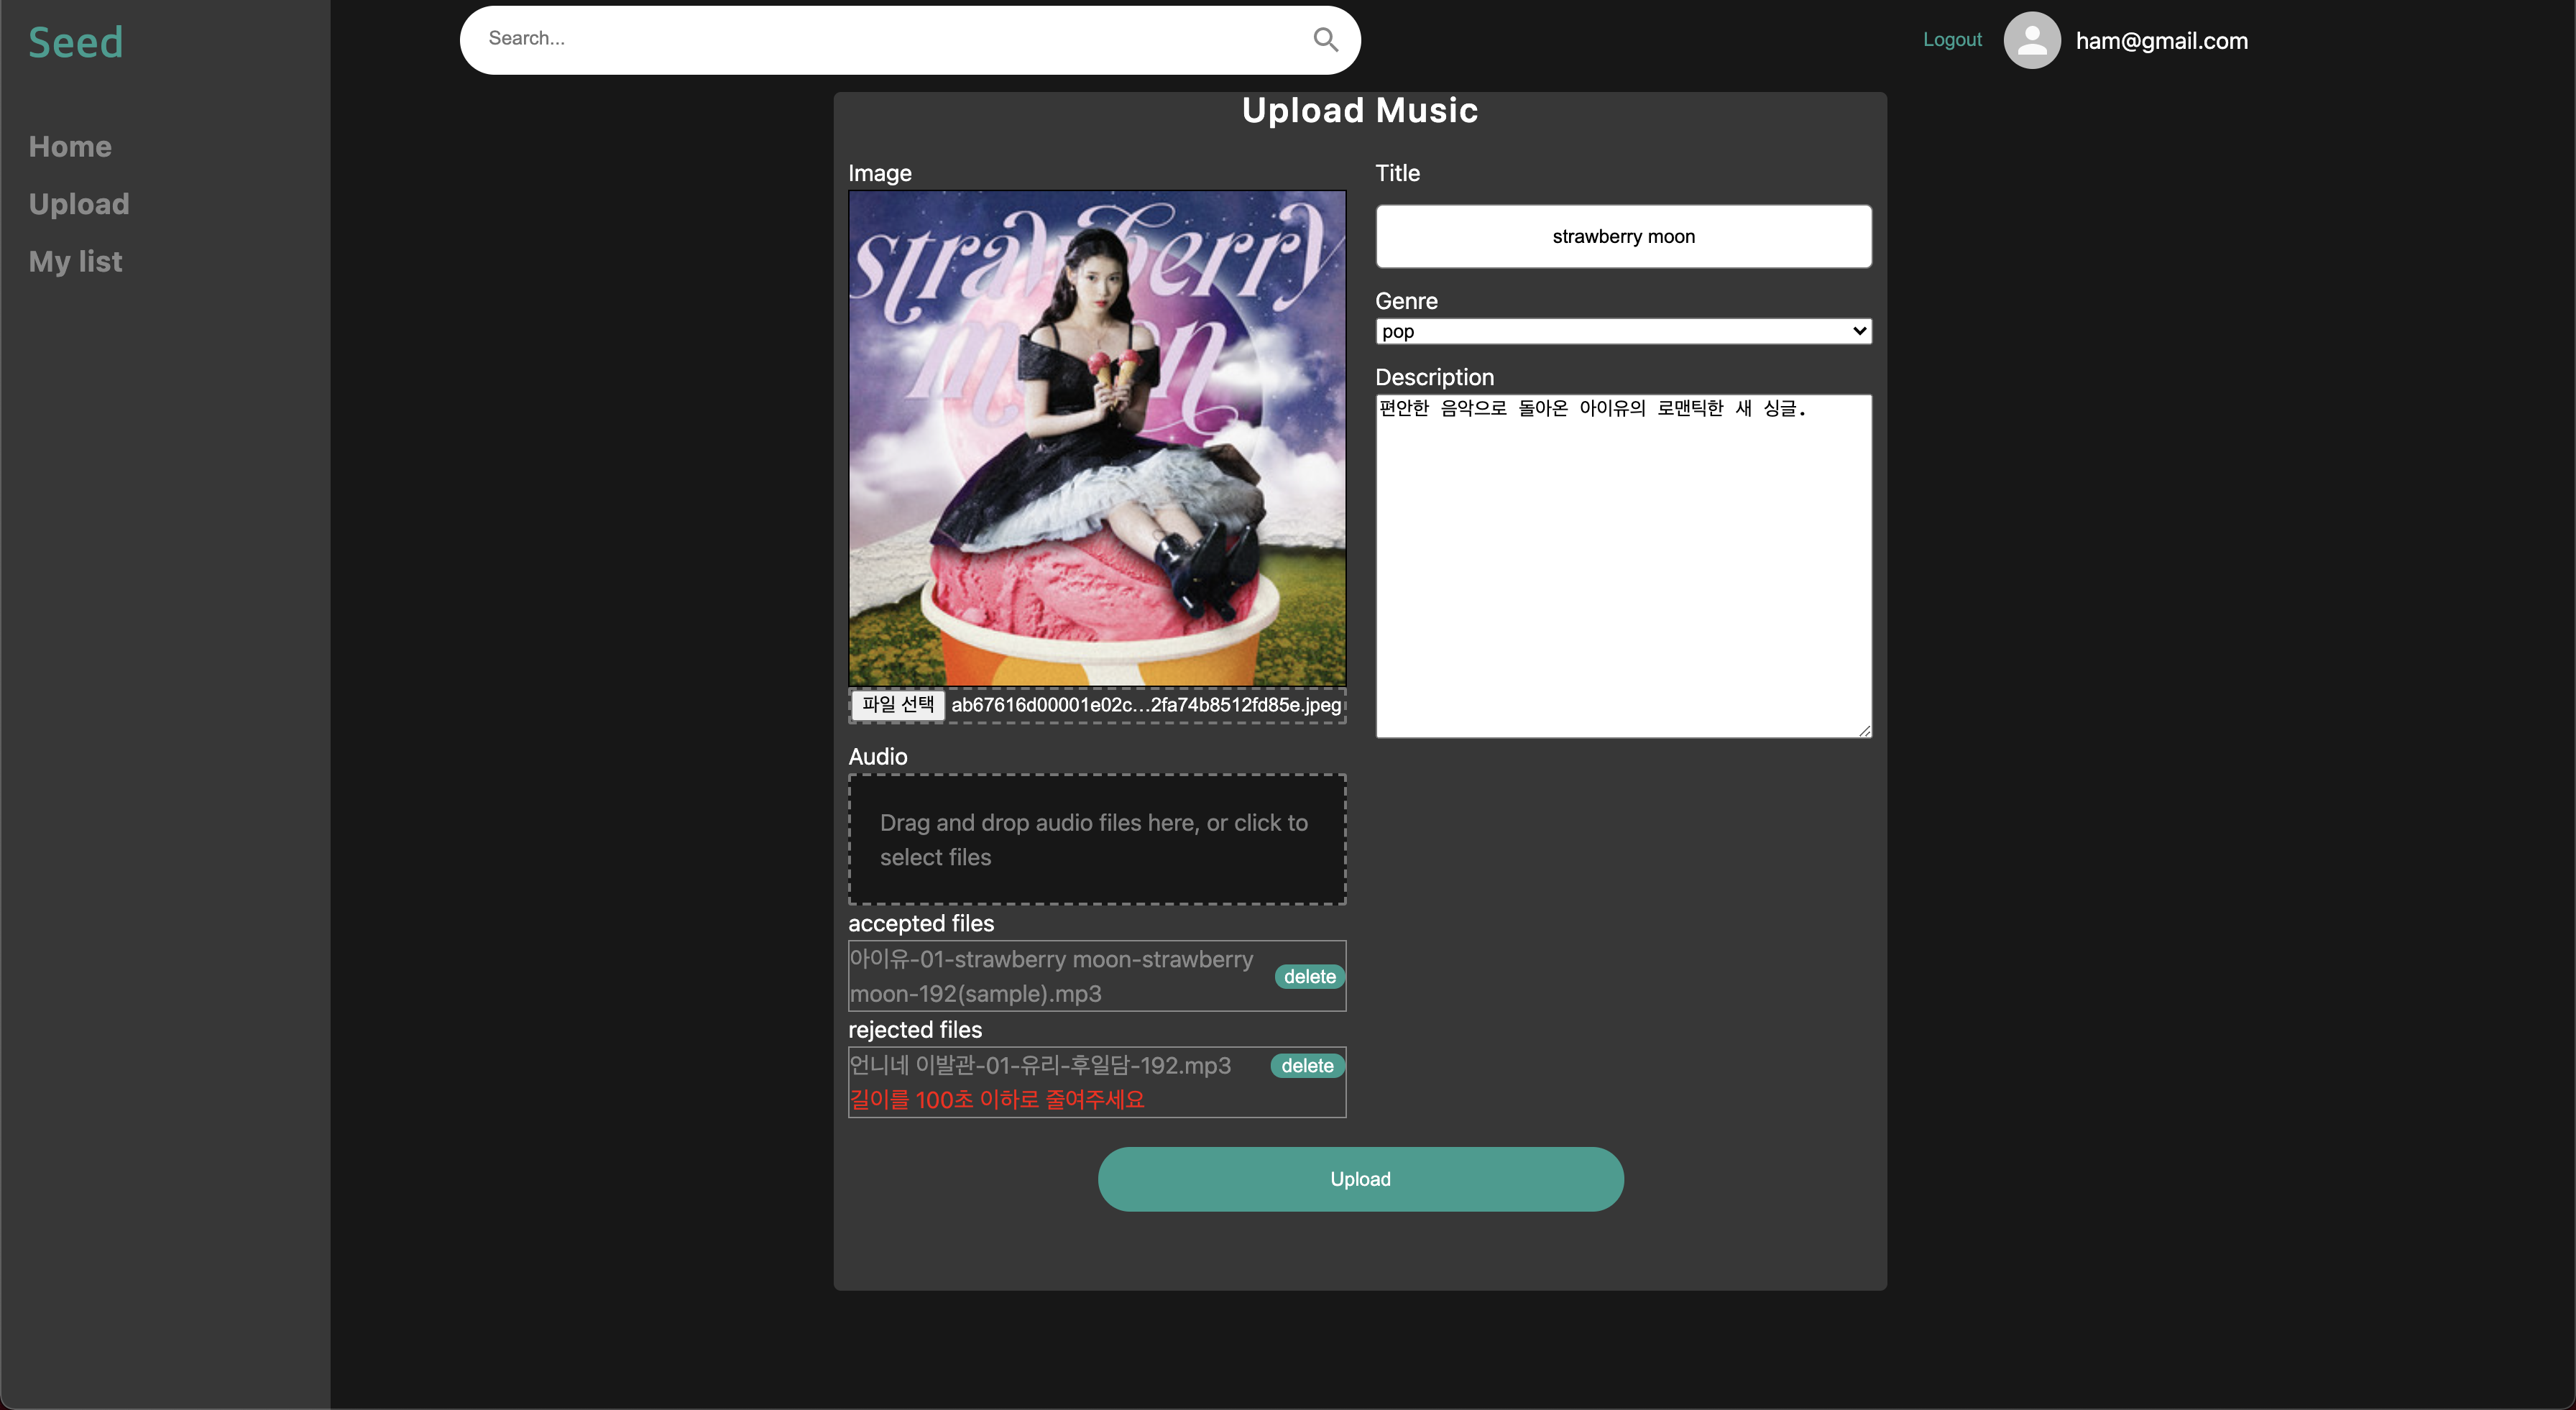 Seed
Search...
Logout
ham@gmail.com
Home
Upload
My list
Upload Music
Image
strawberry
moon
파일 선택 ab67616d00001e02c...2fa74b8512fd85e.jpeg
Audio
Drag and drop audio files here, or click to
select files
accepted files
아이유-01-strawberry moon-strawberry
moon-192(sample).mp3
delete
rejected files
언니네 이발관-01-유리-후일담-192.mp3
delete
길이를 100초 이하로 줄여주세요
Title
strawberry moon
Genre
pop
Description
편안한 음악으로 돌아온 아이유의 로맨틱한 새 싱글.
Upload